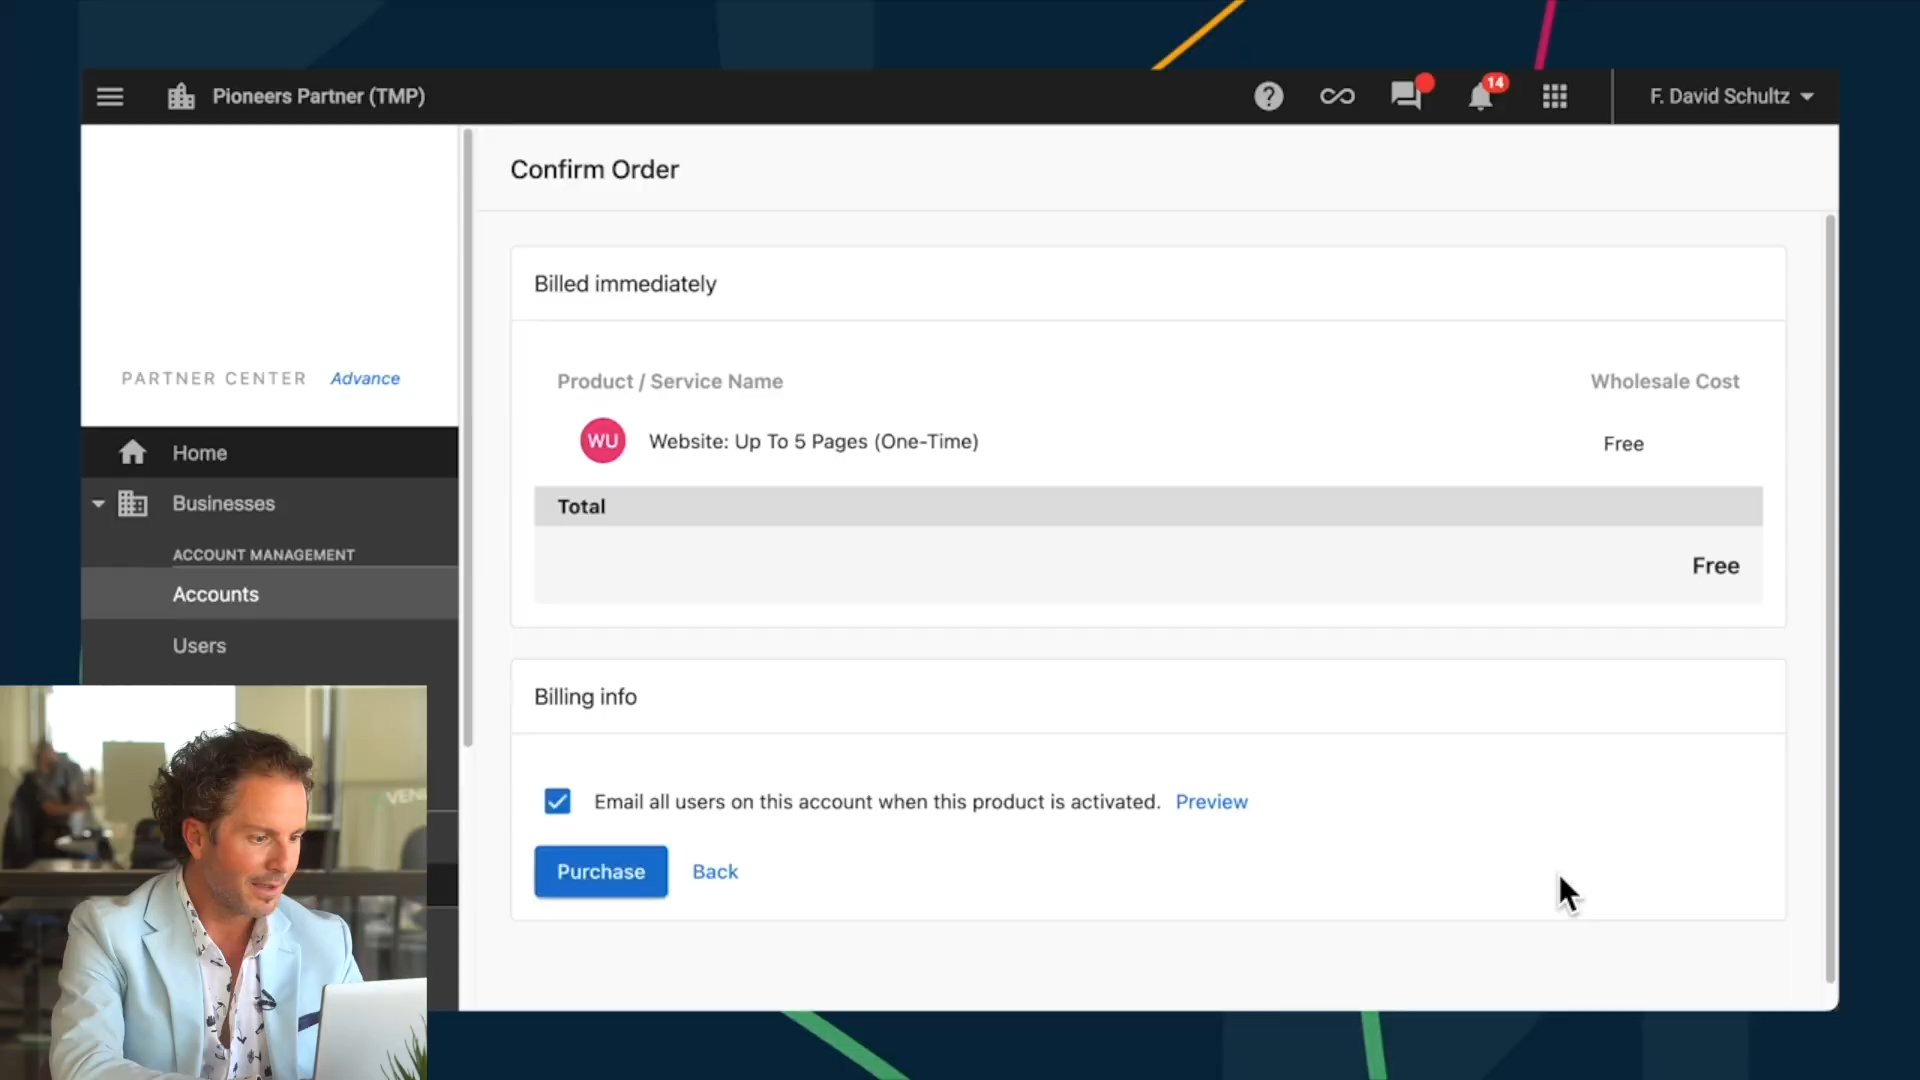 Pioneers Partner (TMP)
14
F. David Schultz
PARTNER CENTER Advance
Home
Businesses
ACCOUNT MANAGEMENT
Accounts
Users
Confirm Order
Billed immediately
Product / Service Name Wholesale Cost
WU Website: Up To 5 Pages (One-Time) Free
Total
Free
Billing info
Email all users on this account when this product is activated. Preview
Purchase Back